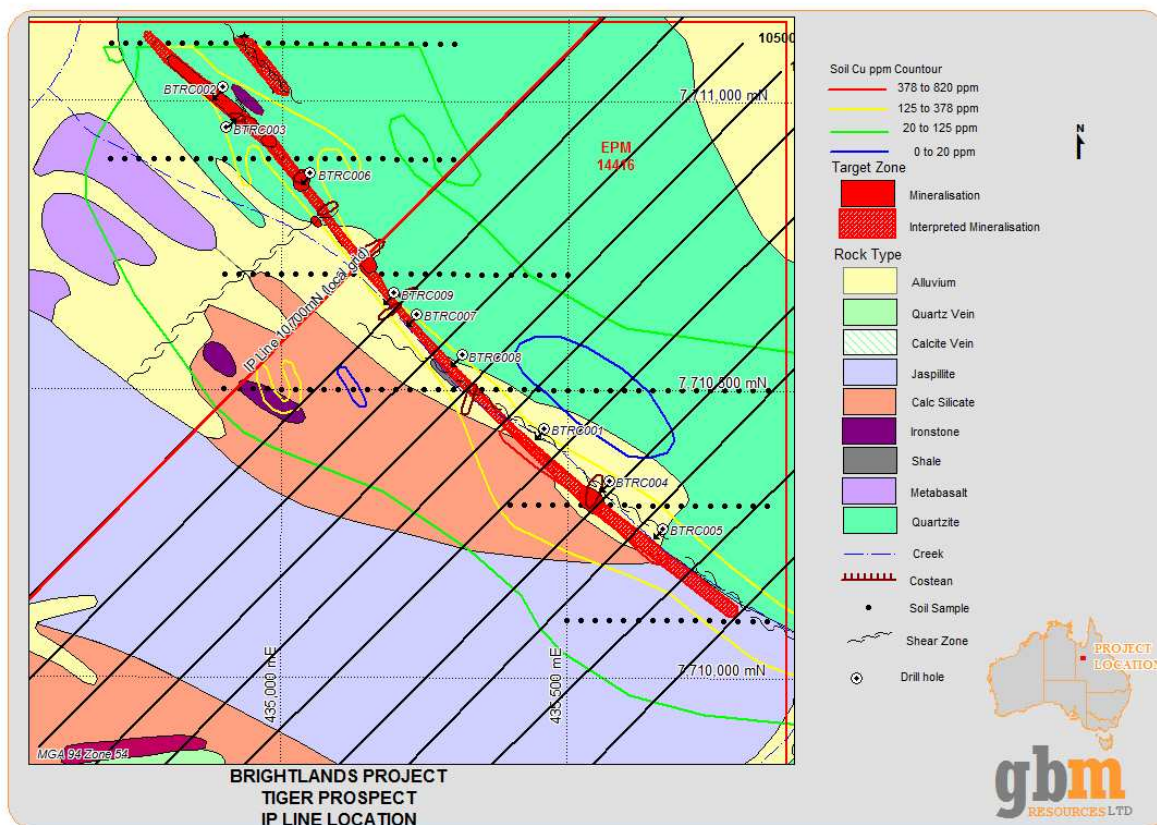 10500
1
7,711,000 mN
BTRC002
BTRC003
EPM
14416
BTRC006
IP Line 10,700mN (local grid)
BTRC009
BTRC007
BTRC008
7,710,500 mN
BTRC001
BTRC004
BTRC005
435,000 mE
435,500 mE
7,710,000 mN
MGA 94 Zone 54
BRIGHTLANDS PROJECT
TIGER PROSPECT
IP LINE LOCATION
Soil Cu ppm Countour
378 to 820 ppm
125 to 378 ppm
20 to 125 ppm
0 to 20 ppm
N
Target Zone
Mineralisation
Interpreted Mineralisation
Rock Type
Alluvium
Quartz Vein
Calcite Vein
Jaspillite
Calc Silicate
Ironstone
Shale
Metabasalt
Quartzite
Creek
Costean
Soil Sample
Shear Zone
Drill hole
PROJECT
LOCATION
gbm
RESOURCES LTD